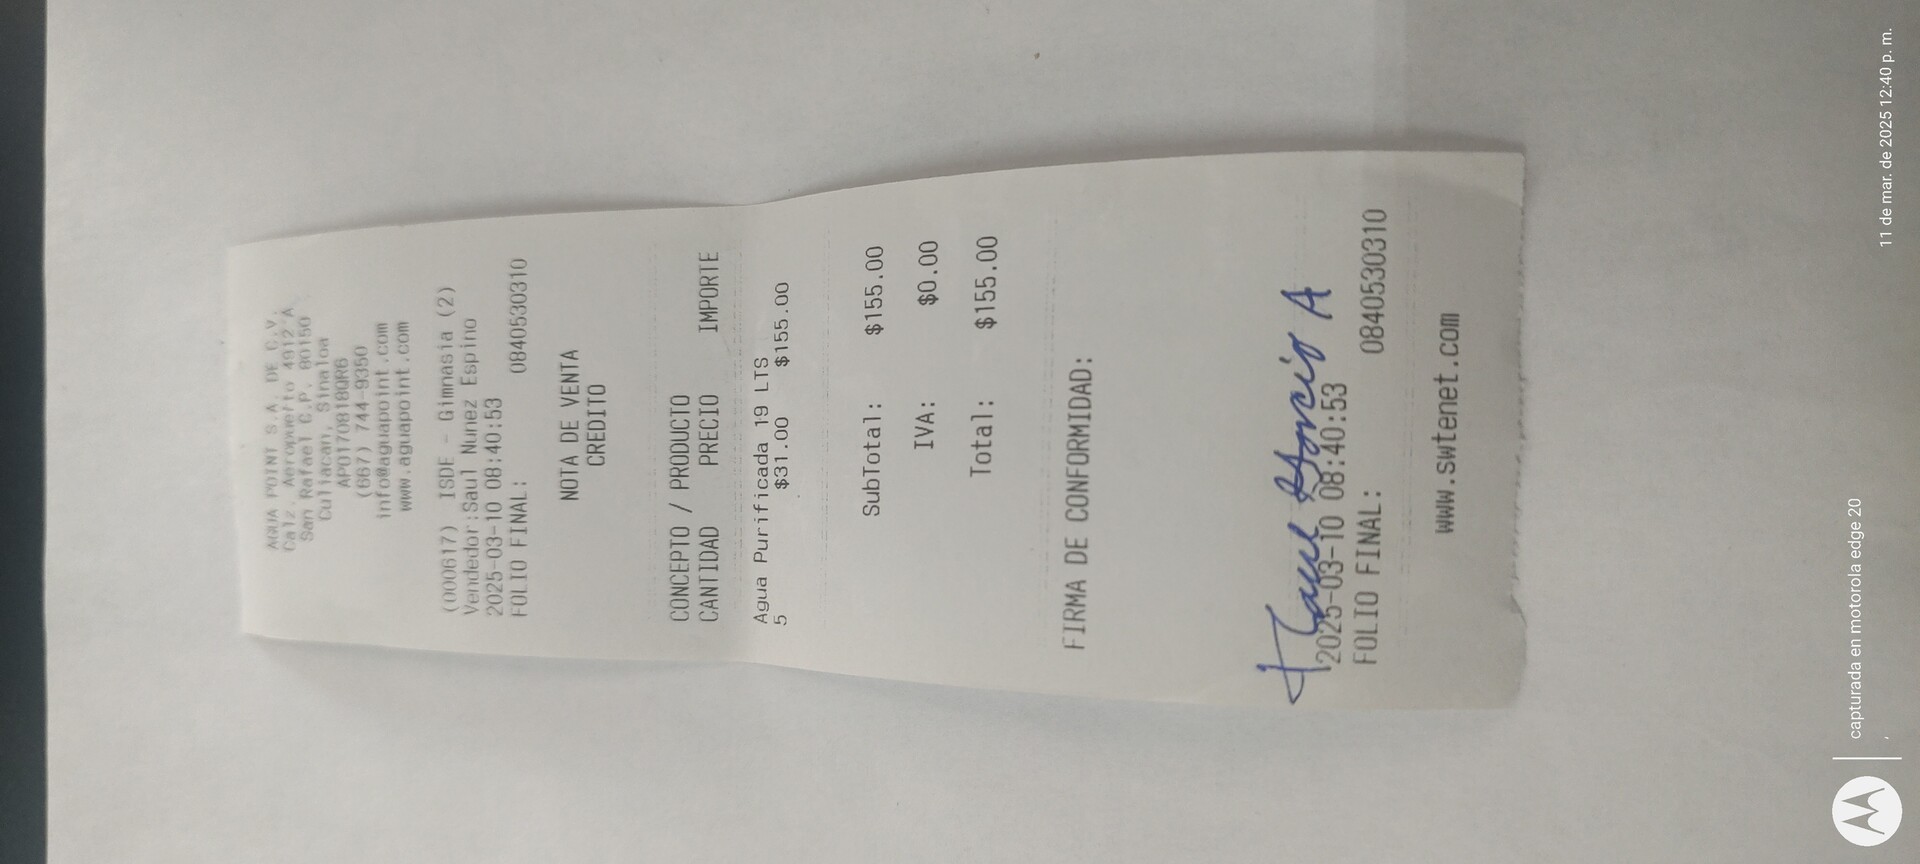 AGUA POINT S.A. DE C.V.
Calz. Aeropuerto 4912 A
San Rafael C.P. 80150
Culiacan, Sinaloa
APO170818QR6
(667) 744-9350
info@aguapoint.com
www.aguapoint.com
(000617) ISDE - Gimnasia (2)
Vendedor:Saul Nunez Espino
2025-03-10 08:40:53
FOLIO FINAL: 0840530310
NOTA DE VENTA
CREDITO
CONCEPTO / PRODUCTO
CANTIDAD PRECIO IMPORTE
Agua Purificada 19 LTS
5 $31.00 $155.00
SubTotal: $155.00
IVA: $0.00
Total: $155.00
FIRMA DE CONFORMIDAD:
A
2025-03-10 08:40:53
FOLIO FINAL: 0840530310
www.swtenet.com
capturada en motorola edge 20
11 de mar. de 2025 12:40 p. m.